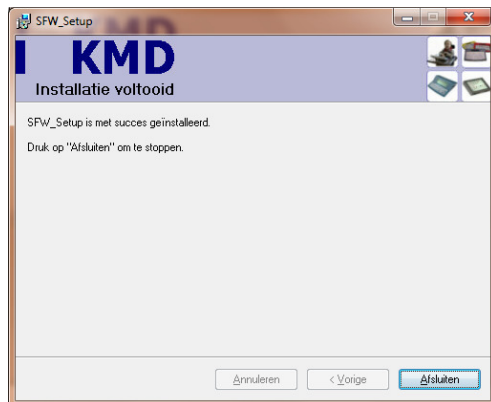 SFW_Setup
KMD
Installatie voltooid
SFW_Setup is met succes geïnstalleerd.
Druk op "Afsluiten" om te stoppen.
Annuleren
< Vorige
Afsluiten